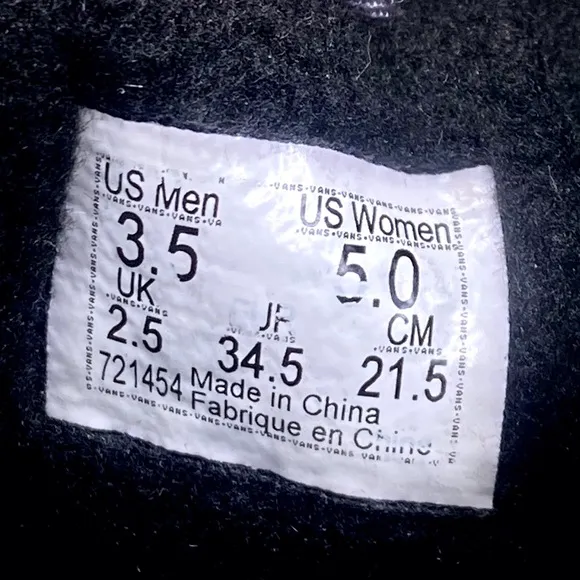 US Men US Women
3.5 5.0
UK CM
2.5 34.5 21.5
721454 Made in China
Fabrique en Chine